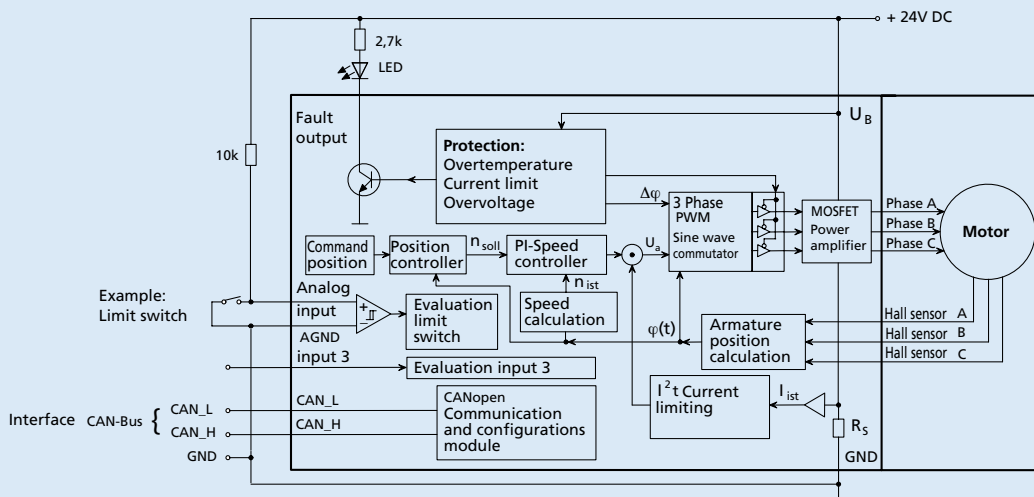 + 24V DC
2,7k
LED
Fault
output
U_B
10k
Protection:
Overtemperature
Current limit
Overvoltage
Δφ
3 Phase
PWM
Sine wave
commutator
MOSFET
Power
amplifier
Phase A
Phase B
Phase C
Motor
Command
position
Position
controller
n_soll
PI-Speed
controller
U_a
n_ist
Example:
Limit switch
Analog
input
AGND
Evaluation
limit
switch
Speed
calculation
φ(t)
Armature
position
calculation
Hall sensor A
Hall sensor B
Hall sensor C
input 3
Evaluation input 3
I²t Current
limiting
I_ist
R_S
GND
Interface CAN-Bus {
CAN_L
CAN_H
GND
CAN_L
CAN_H
CANopen
Communication
and configurations
module